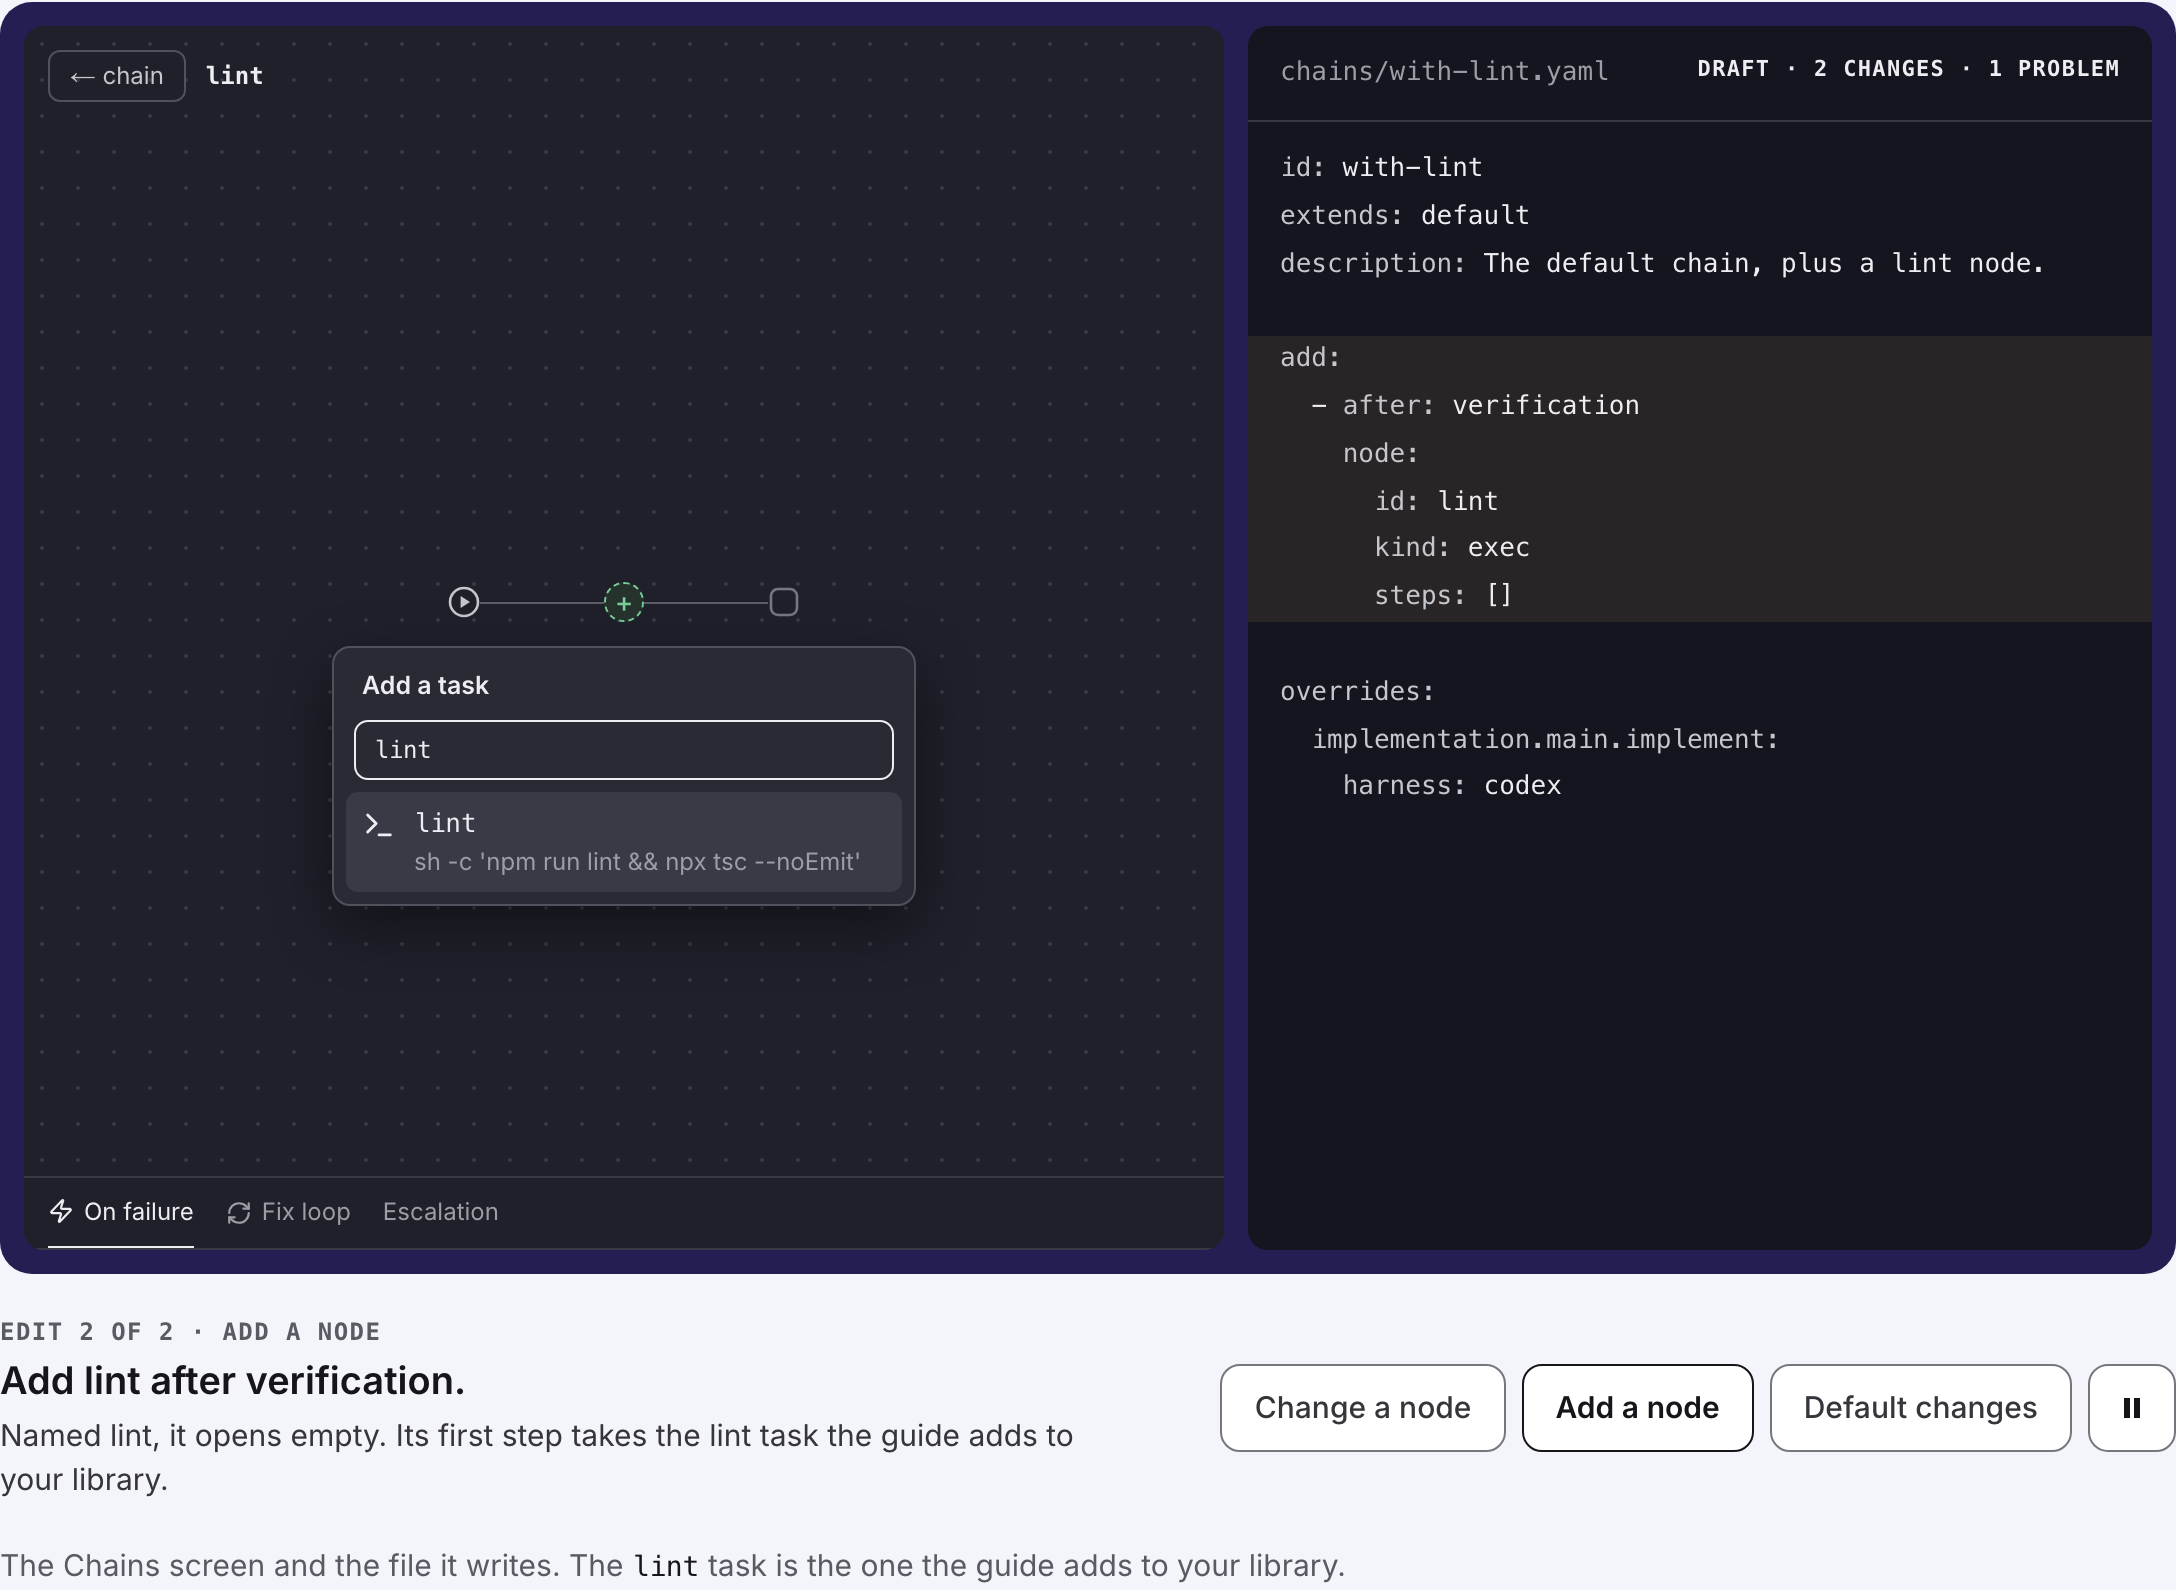 ← chain lint
+
Add a task
lint
>_ lint
sh -c 'npm run lint && npx tsc --noEmit'
On failure Fix loop Escalation
chains/with-lint.yaml DRAFT · 2 CHANGES · 1 PROBLEM
id: with-lint
extends: default
description: The default chain, plus a lint node.
add:
  - after: verification
    node:
      id: lint
      kind: exec
      steps: []
overrides:
  implementation.main.implement:
    harness: codex
EDIT 2 OF 2 · ADD A NODE
Add lint after verification.
Named lint, it opens empty. Its first step takes the lint task the guide adds to
your library.
Change a node Add a node Default changes
The Chains screen and the file it writes. The lint task is the one the guide adds to your library.